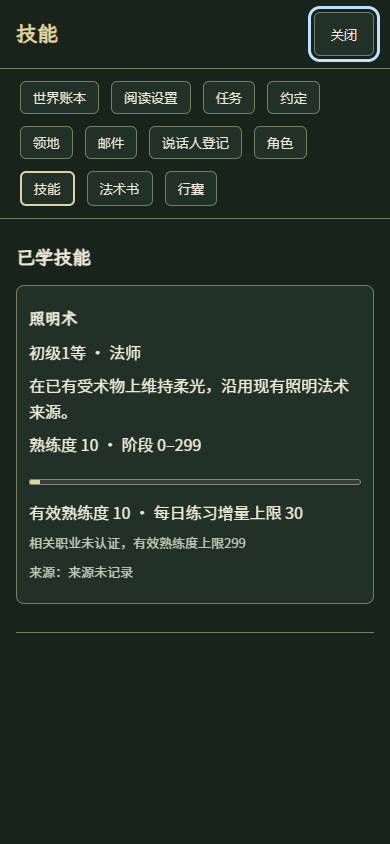 技能
关闭
世界账本 阅读设置 任务 约定
领地 邮件 说话人登记 角色
技能 法术书 行囊
已学技能
照明术
初级1等 · 法师
在已有受术物上维持柔光，沿用现有照明法术
来源。
熟练度 10 · 阶段 0–299
有效熟练度 10 · 每日练习增量上限 30
相关职业未认证，有效熟练度上限299
来源：来源未记录